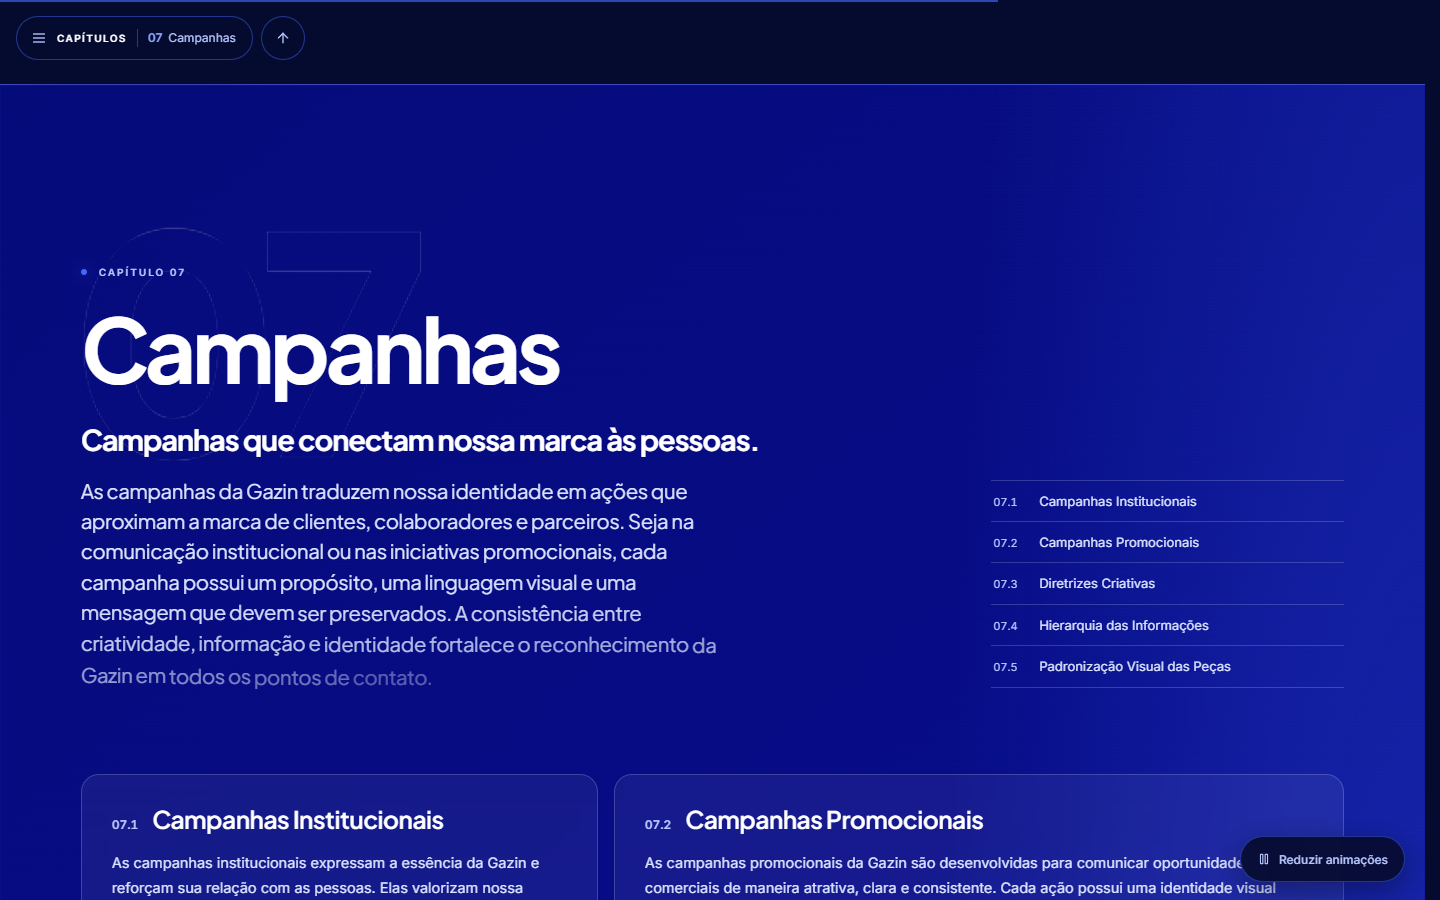 CAPÍTULOS
07 Campanhas
07
CAPÍTULO 07
Campanhas
Campanhas que conectam nossa marca às pessoas.
As campanhas da Gazin traduzem nossa identidade em ações que
aproximam a marca de clientes, colaboradores e parceiros. Seja na
comunicação institucional ou nas iniciativas promocionais, cada
campanha possui um propósito, uma linguagem visual e uma
mensagem que devem ser preservados. A consistência entre
criatividade, informação e identidade fortalece o reconhecimento da
Gazin em todos os pontos de contato.
07.1 Campanhas Institucionais
07.2 Campanhas Promocionais
07.3 Diretrizes Criativas
07.4 Hierarquia das Informações
07.5 Padronização Visual das Peças
07.1 Campanhas Institucionais
As campanhas institucionais expressam a essência da Gazin e
reforçam sua relação com as pessoas. Elas valorizam nossa
07.2 Campanhas Promocionais
As campanhas promocionais da Gazin são desenvolvidas para comunicar
comerciais de maneira atrativa, clara e consistente. Cada ação possui uma identidade visual
Reduzir animações